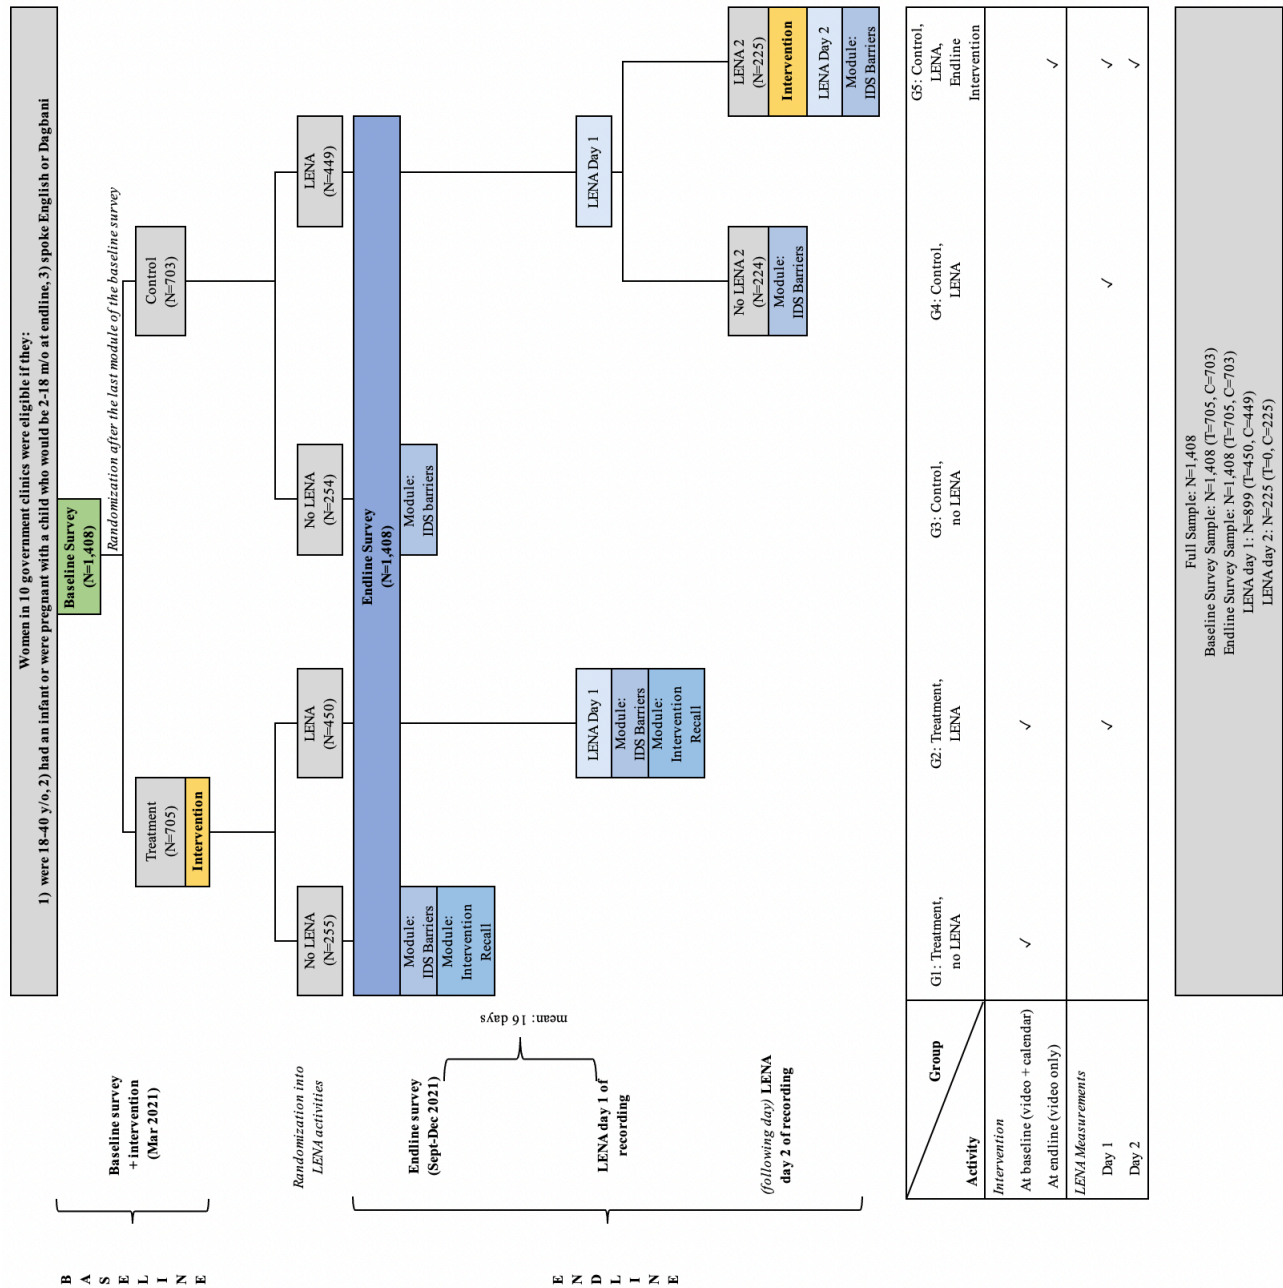 Women in 10 government clinics were eligible if they:
1) were 18-40 y/o, 2) had an infant or were pregnant with a child who would be 2-18 m/o at endline, 3) spoke English or Dagbani
B
A
S
E
L
I
N
E
Baseline survey
+ intervention
(Mar 2021)
Baseline Survey
(N=1,408)
Randomization after the last module of the baseline survey
Treatment
(N=705)
Intervention
Control
(N=703)
Randomization into
LENA activities
No LENA
(N=255)
LENA
(N=450)
No LENA
(N=254)
LENA
(N=449)
E
N
D
L
I
N
E
Endline survey
(Sept-Dec 2021)
Endline Survey
(N=1,408)
Module:
IDS Barriers
Module:
Intervention
Recall
Module:
IDS barriers
mean: 16 days
LENA day 1 of
recording
LENA Day 1
Module:
IDS Barriers
Module:
Intervention
Recall
LENA Day 1
(following day) LENA
day 2 of recording
No LENA 2
(N=224)
Module:
IDS Barriers
LENA 2
(N=225)
Intervention
LENA Day 2
Module:
IDS Barriers
Group
Activity
G1: Treatment,
no LENA
G2: Treatment,
LENA
G3: Control,
no LENA
G4: Control,
LENA
G5: Control,
LENA,
Endline
Intervention
Intervention
At baseline (video + calendar) ✓ ✓
At endline (video only) ✓
LENA Measurements
Day 1 ✓ ✓ ✓
Day 2 ✓
Full Sample: N=1,408
Baseline Survey Sample: N=1,408 (T=705, C=703)
Endline Survey Sample: N=1,408 (T=705, C=703)
LENA day 1: N=899 (T=450, C=449)
LENA day 2: N=225 (T=0, C=225)